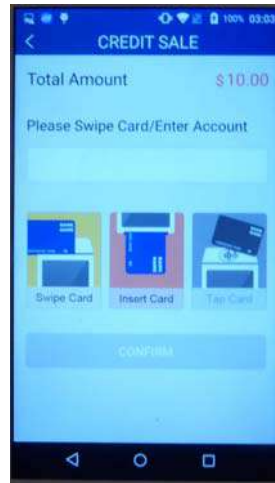 100% 03:03
CREDIT SALE
Total Amount $10.00
Please Swipe Card/Enter Account
Swipe Card Insert Card Tap Card
CONFIRM